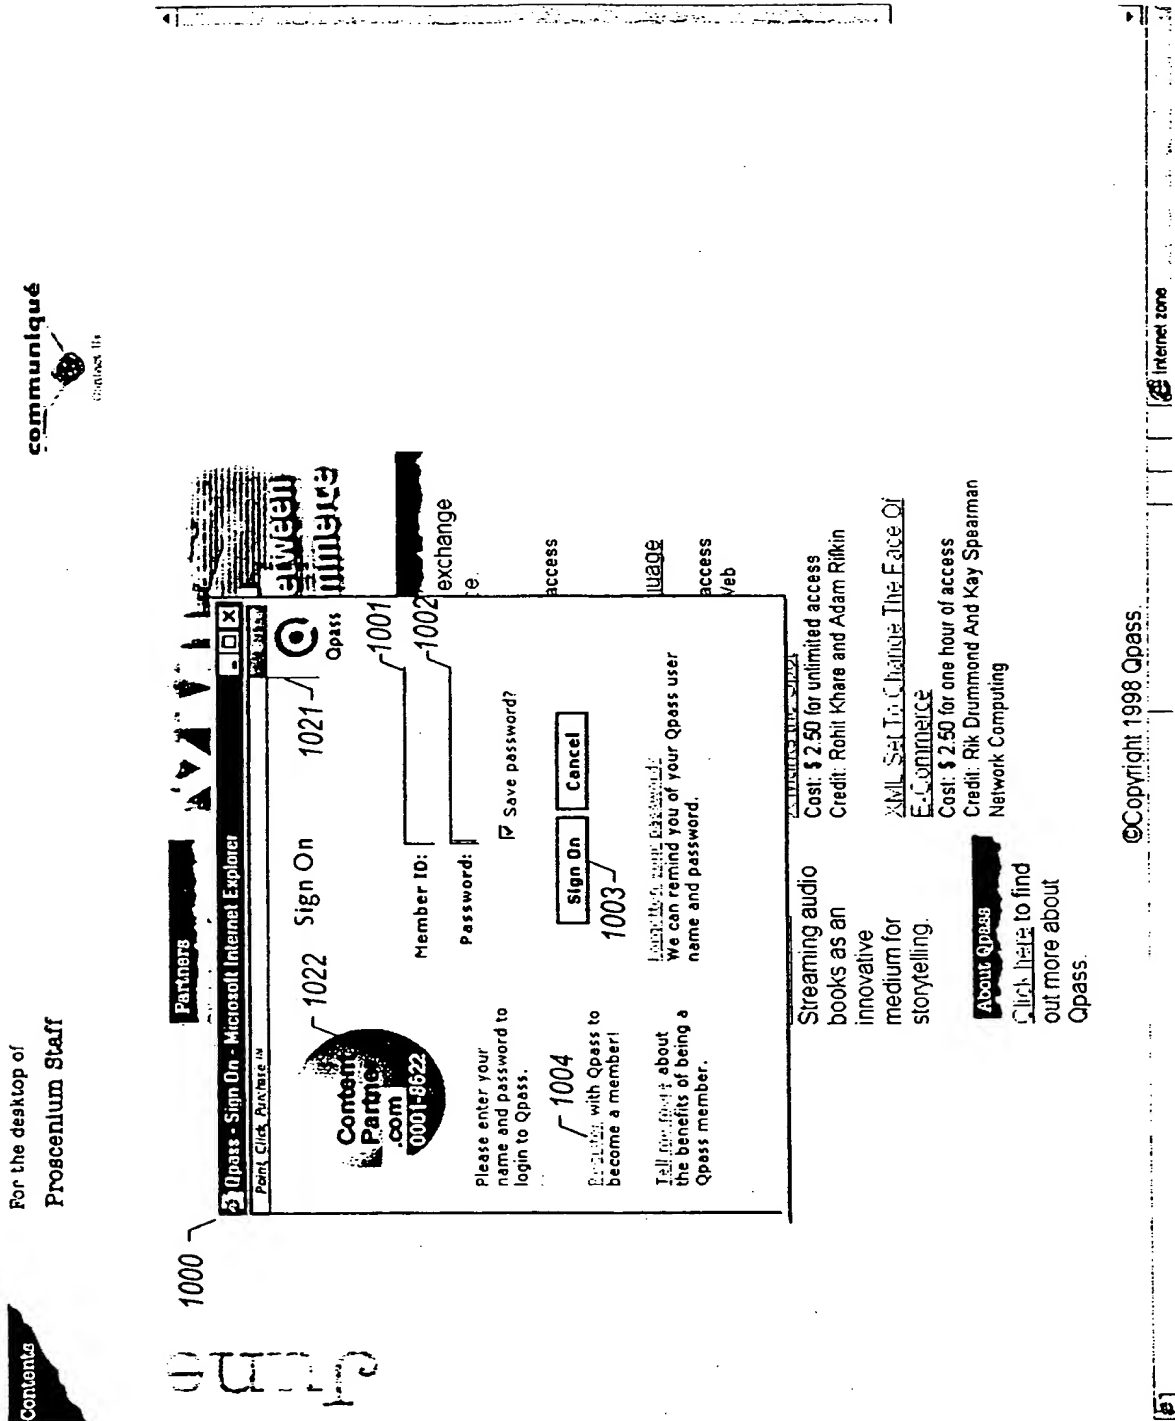 Contents
For the desktop of
Proscenium Staff
communiqué
Contact Us
1000
Partners
Qpass - Sign On - Microsoft Internet Explorer
Point, Click, Purchase
1022
Sign On
1021
Qpass
Content
Partner
.com
0001-8622
Member ID:
1001
Password:
1002
Save password?
Please enter your
name and password to
login to Qpass.
1004
with Qpass to
become a member!
Sign On
Cancel
1003
Tell me more about
the benefits of being a
Qpass member.
Forgotten your password?
We can remind you of your Qpass user
name and password.
exchange
access
access
Streaming audio
books as an
innovative
medium for
storytelling.
Cost: $ 2.50 for unlimited access
Credit: Rohit Khare and Adam Rifkin
XML Set To Change The Face Of
E-Commerce
Cost: $ 2.50 for one hour of access
Credit: Rik Drummond And Kay Spearman
Network Computing
About Qpass
Click here to find
out more about
Qpass.
©Copyright 1998 Qpass
Internet zone